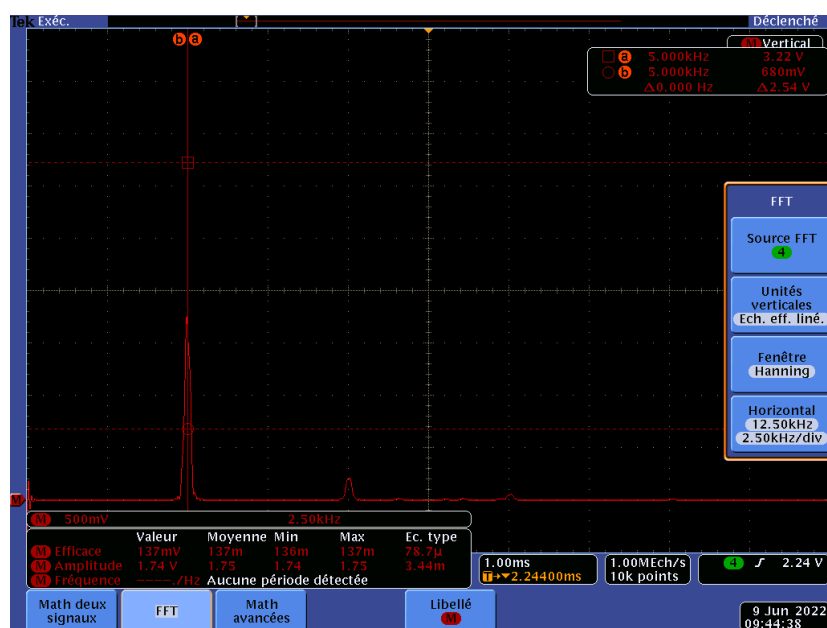 Tek Exéc. Déclenché
b a
M Vertical
a 5.000kHz 3.22 V
b 5.000kHz 680mV
Δ0.000 Hz Δ2.54 V
FFT
Source FFT
4
Unités
verticales
Ech. eff. liné.
Fenêtre
Hanning
Horizontal
12.50kHz
2.50kHz/div
M
M 500mV 2.50kHz
Valeur Moyenne Min Max Ec. type
M Efficace 137mV 137m 136m 137m 78.7µ
M Amplitude 1.74 V 1.75 1.74 1.75 3.44m
M Fréquence -----./Hz Aucune période détectée
1.00ms
T→▼2.24400ms
1.00MEch/s
10k points
4 ʃ 2.24 V
Math deux
signaux
FFT
Math
avancées
Libellé
M
9 Jun 2022
09:44:38